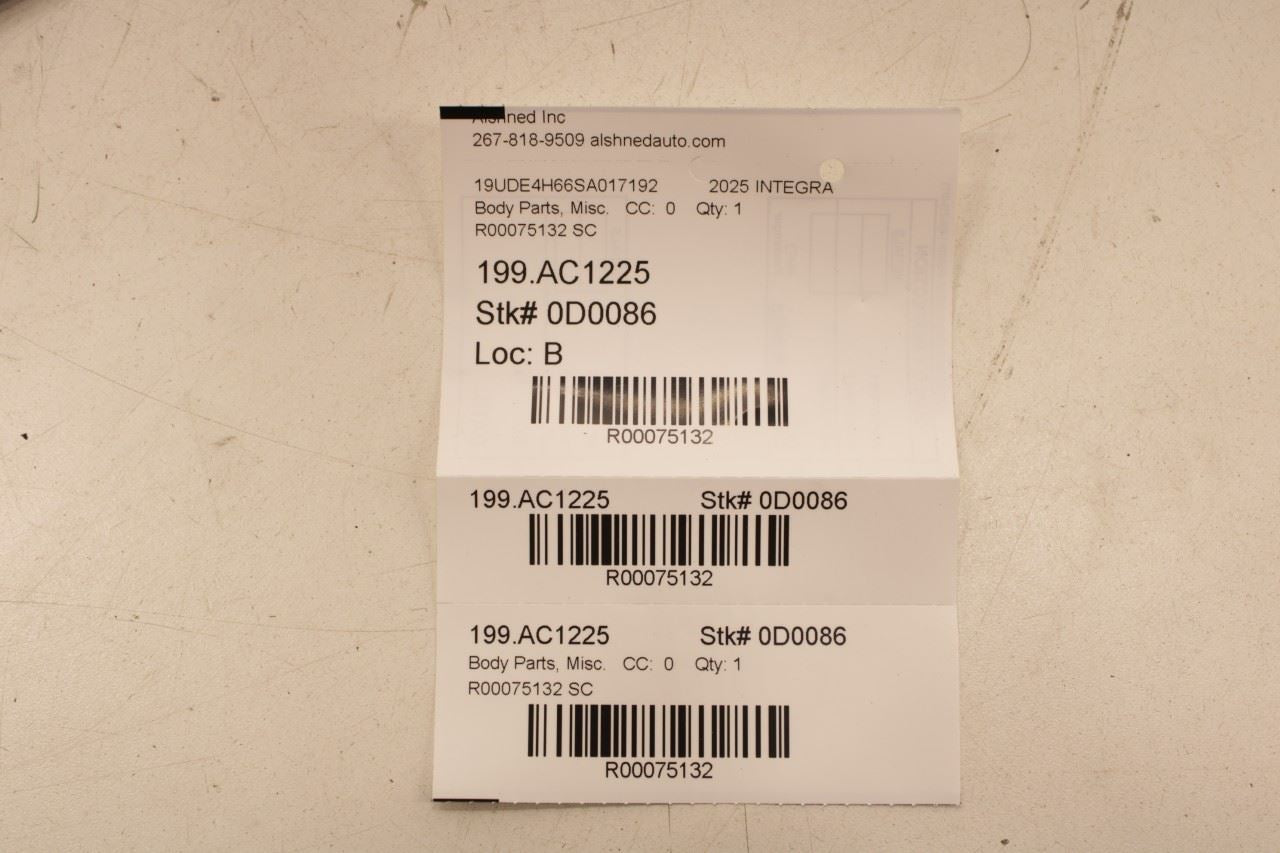 Alshned Inc
267-818-9509 alshnedauto.com
19UDE4H66SA017192 2025 INTEGRA
Body Parts, Misc. CC: 0 Qty: 1
R00075132 SC
199.AC1225
Stk# 0D0086
Loc: B
R00075132
199.AC1225 Stk# 0D0086
R00075132
199.AC1225 Stk# 0D0086
Body Parts, Misc. CC: 0 Qty: 1
R00075132 SC
R00075132